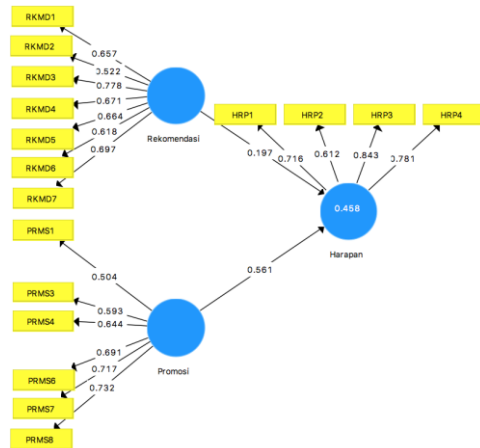 RKMD1
RKMD2
RKMD3
RKMD4
RKMD5
RKMD6
RKMD7
0.657
0.522
0.778
0.671
0.664
0.618
0.697
Rekomendasi
HRP1
HRP2
HRP3
HRP4
0.197
0.716
0.612
0.843
0.781
0.458
Harapan
PRMS1
PRMS3
PRMS4
PRMS6
PRMS7
PRMS8
0.504
0.593
0.644
0.691
0.717
0.732
Promosi
0.561